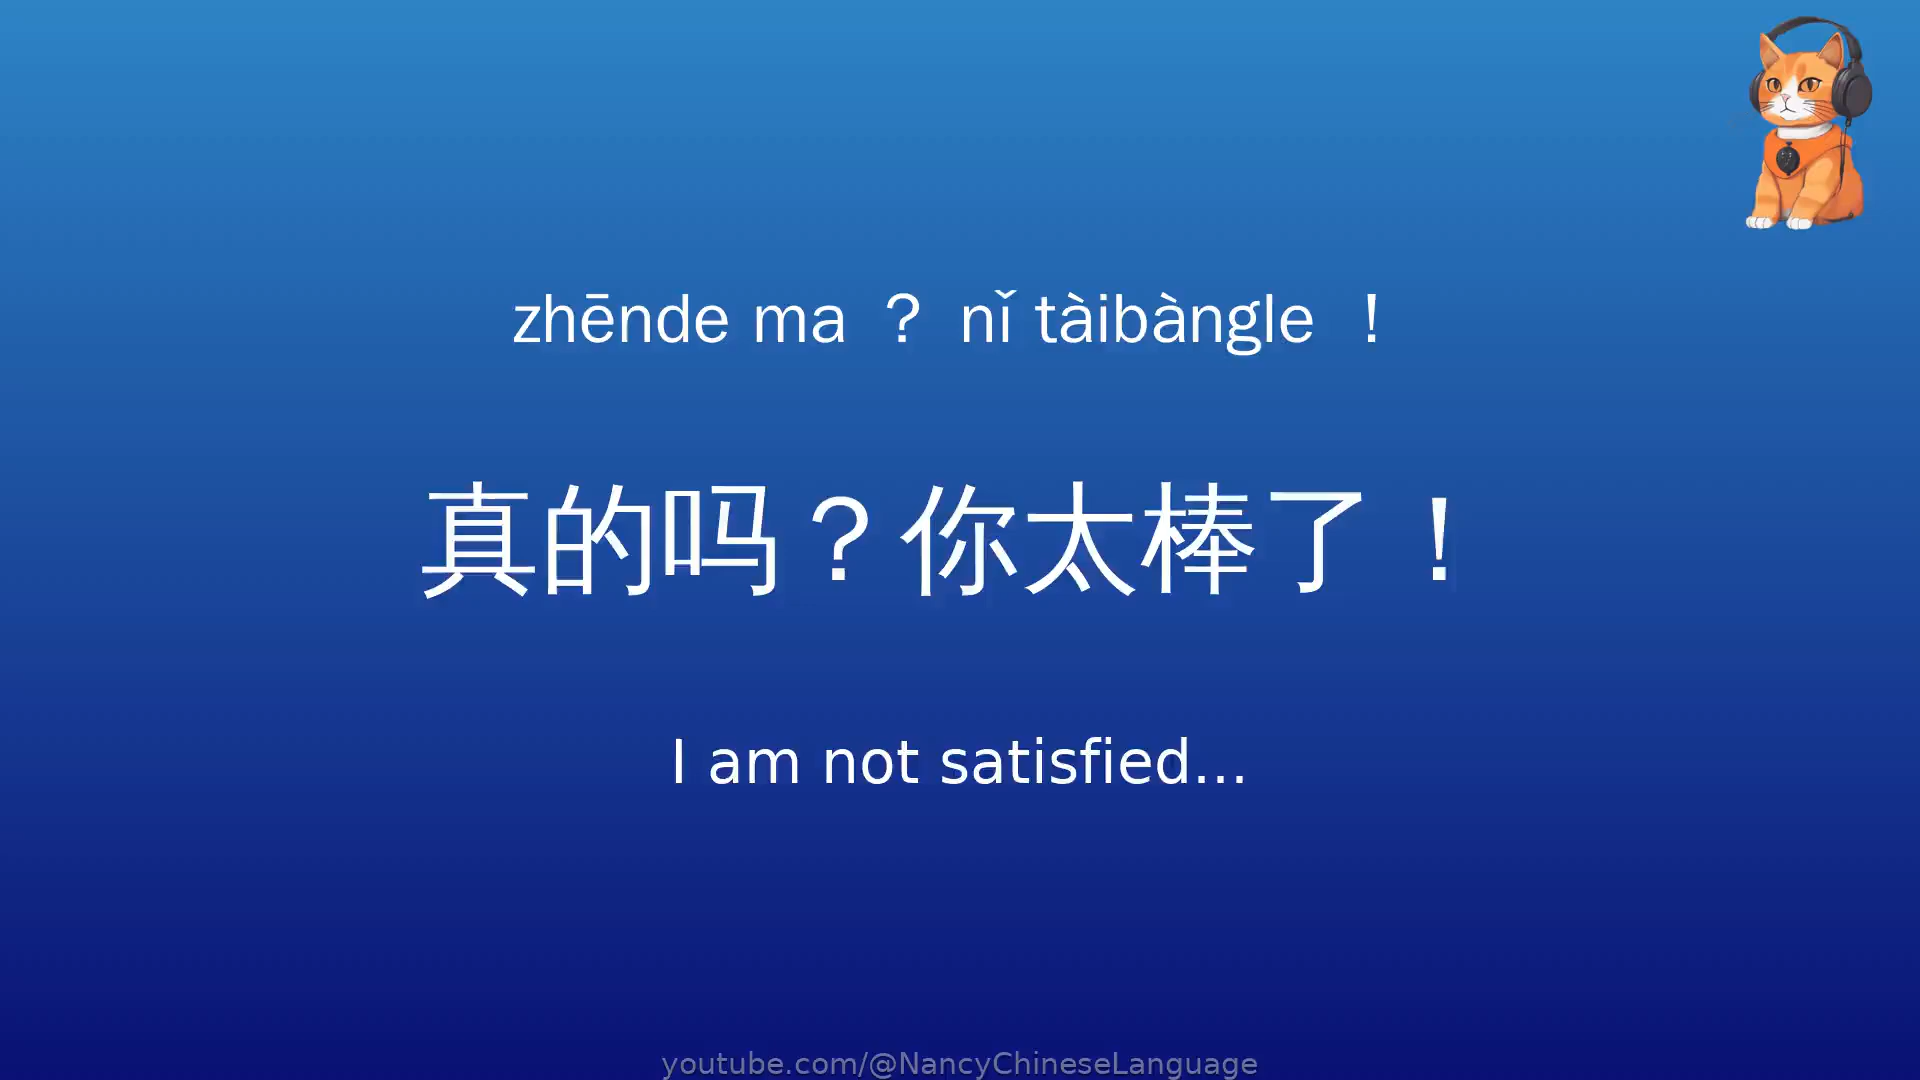 zhēnde ma ？ nǐ tàibàngle ！
真的吗？你太棒了！
I am not satisfied...
youtube.com/@NancyChineseLanguage